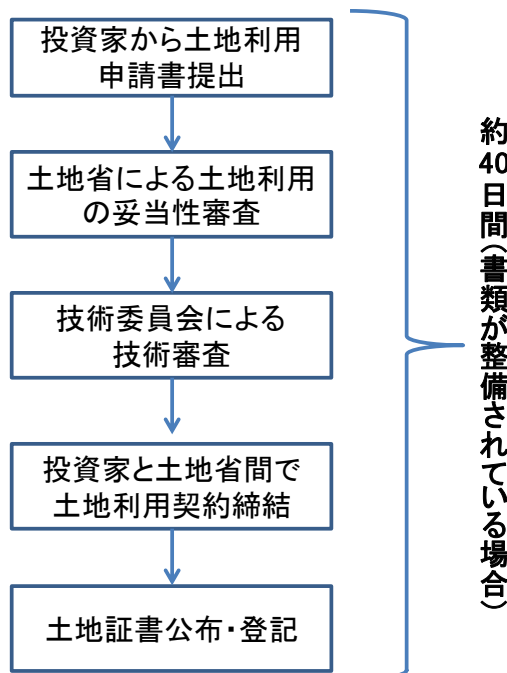 投資家から土地利用
申請書提出
土地省による土地利用
の妥当性審査
技術委員会による
技術審査
投資家と土地省間で
土地利用契約締結
土地証書公布・登記
約40日間（書類が整備されている場合）